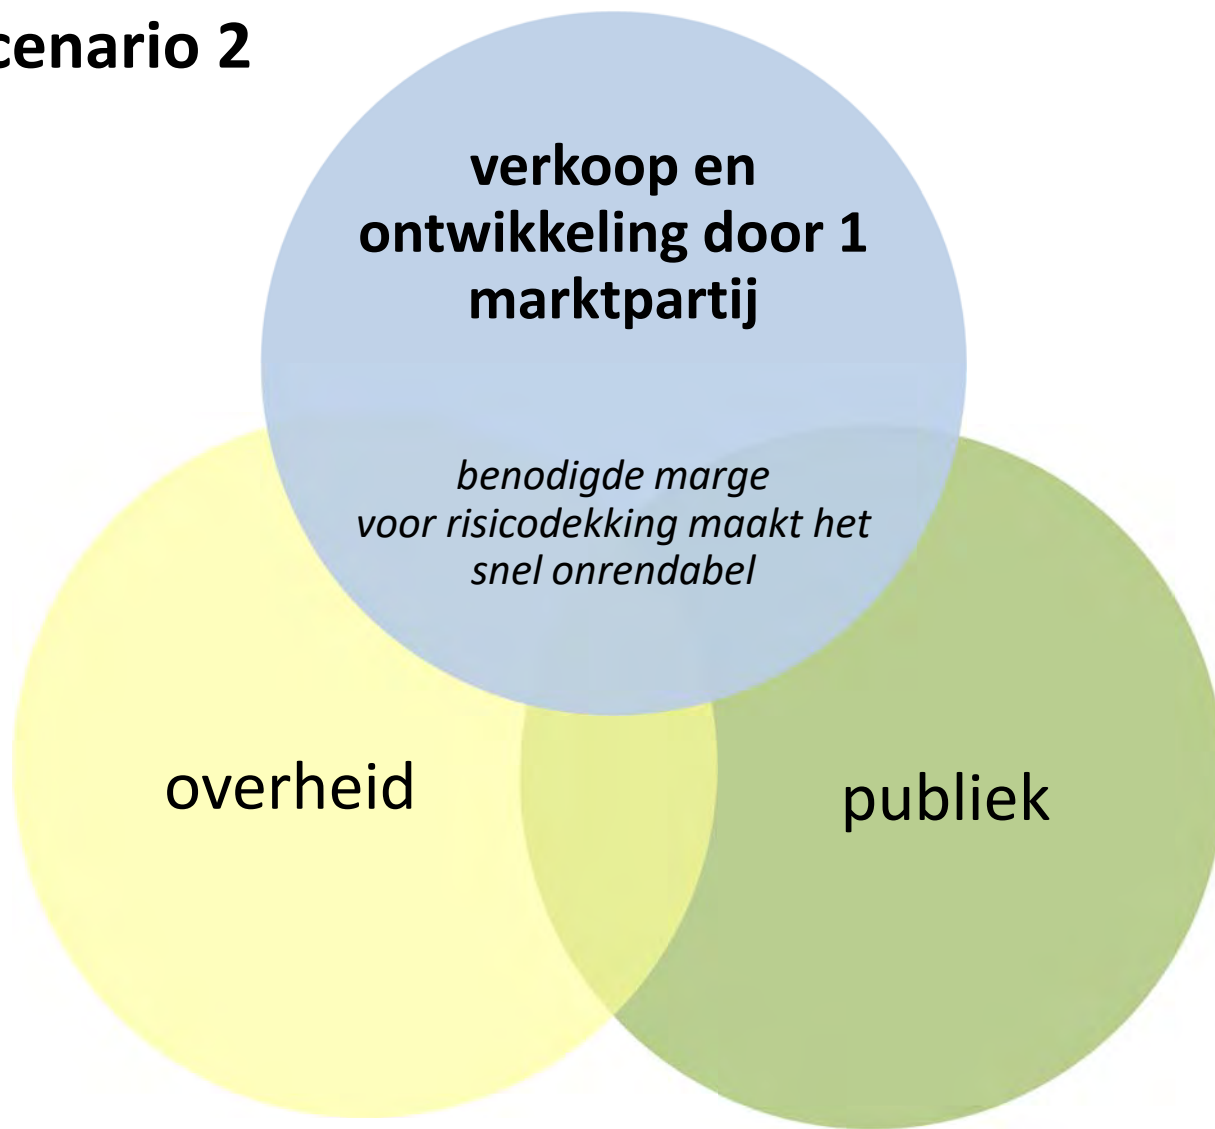 cenario 2
verkoop en
ontwikkeling door 1
marktpartij
benodigde marge
voor risicodekking maakt het
snel onrendabel
overheid
publiek